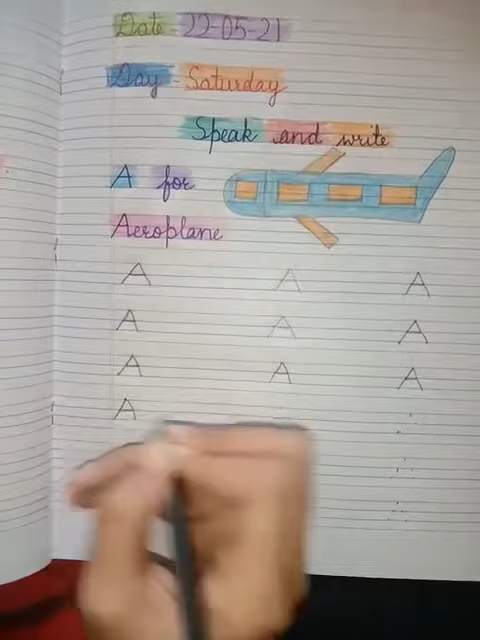 Date - 22-05-21
Day - Saturday
Speak and write
A for
Aeroplane
A A A
A A A
A A A
A